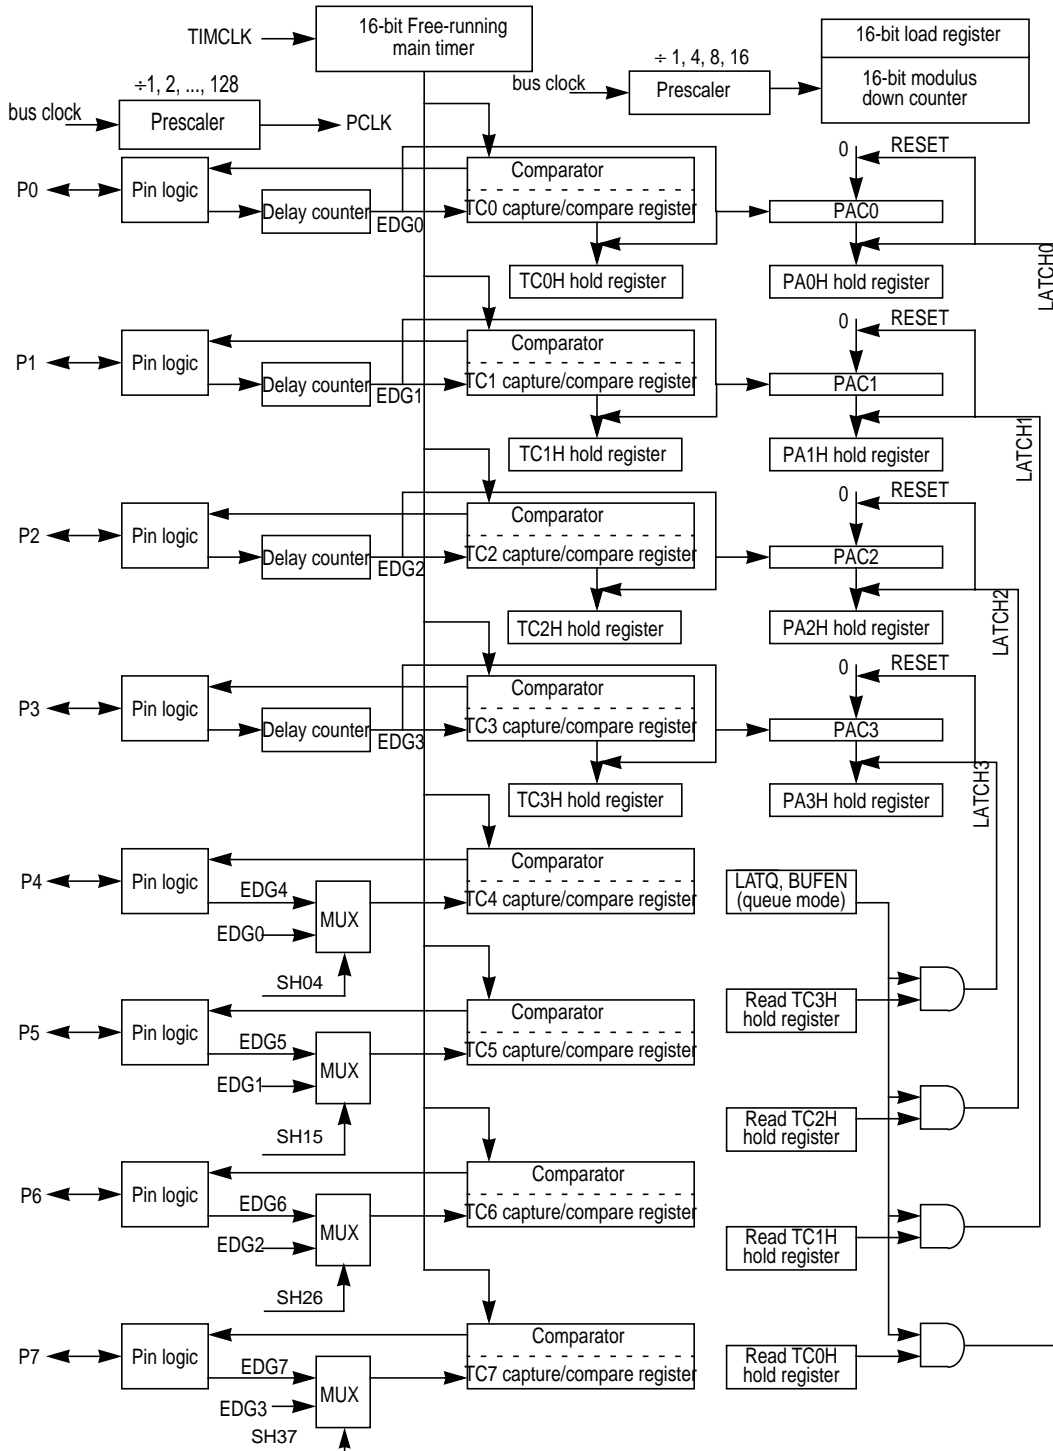 16-bit Free-running
main timer
TIMCLK
16-bit load register
16-bit modulus
down counter
÷ 1, 4, 8, 16
bus clock
Prescaler
÷1, 2, ..., 128
bus clock
Prescaler
PCLK
P0
Pin logic
Delay counter
EDG0
Comparator
TC0 capture/compare register
TC0H hold register
0
RESET
PAC0
PA0H hold register
LATCH0
P1
Pin logic
Delay counter
EDG1
Comparator
TC1 capture/compare register
TC1H hold register
0
RESET
PAC1
PA1H hold register
LATCH1
P2
Pin logic
Delay counter
EDG2
Comparator
TC2 capture/compare register
TC2H hold register
0
RESET
PAC2
PA2H hold register
LATCH2
P3
Pin logic
Delay counter
EDG3
Comparator
TC3 capture/compare register
TC3H hold register
0
RESET
PAC3
PA3H hold register
LATCH3
P4
Pin logic
EDG4
EDG0
MUX
SH04
Comparator
TC4 capture/compare register
LATQ, BUFEN
(queue mode)
Read TC3H
hold register
P5
Pin logic
EDG5
EDG1
MUX
SH15
Comparator
TC5 capture/compare register
Read TC2H
hold register
P6
Pin logic
EDG6
EDG2
MUX
SH26
Comparator
TC6 capture/compare register
Read TC1H
hold register
P7
Pin logic
EDG7
EDG3
MUX
SH37
Comparator
TC7 capture/compare register
Read TC0H
hold register